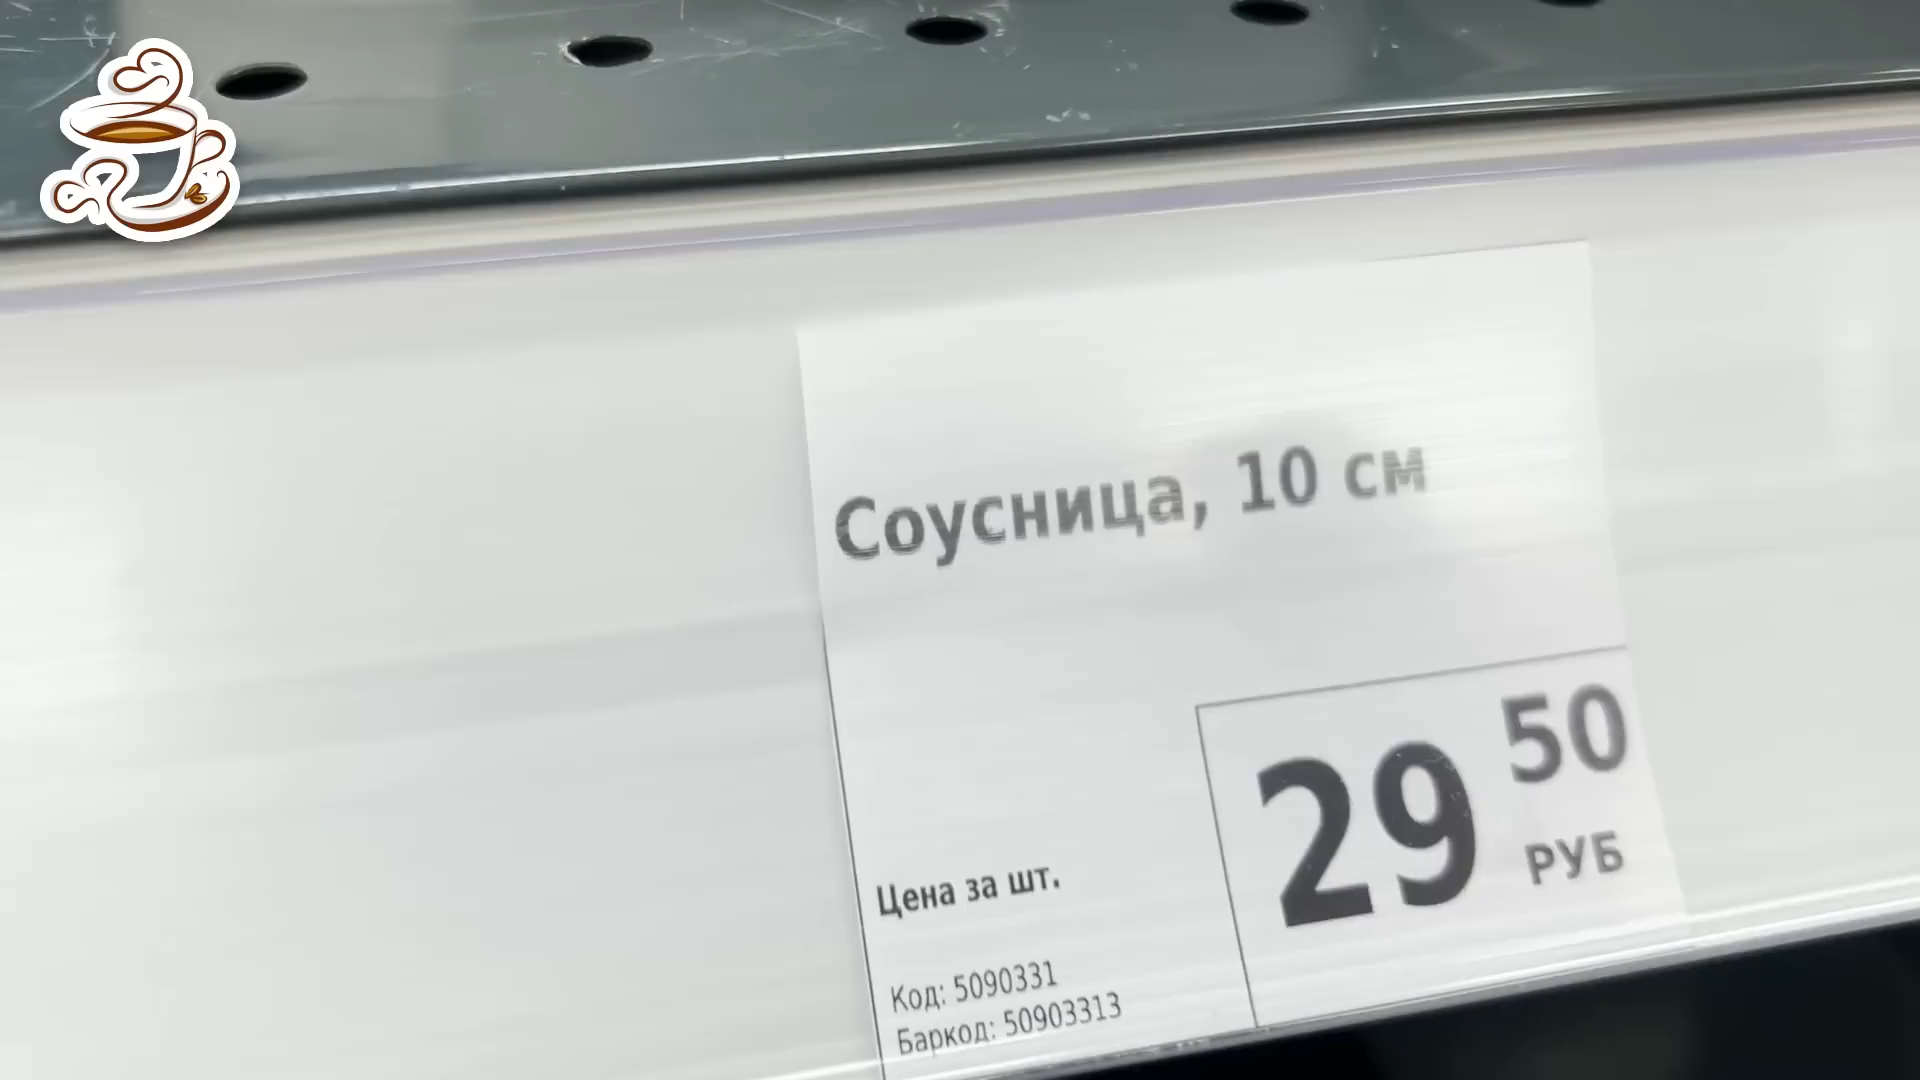 Соусница, 10 см
29 50
РУБ
Цена за шт.
Код: 5090331
Баркод: 50903313